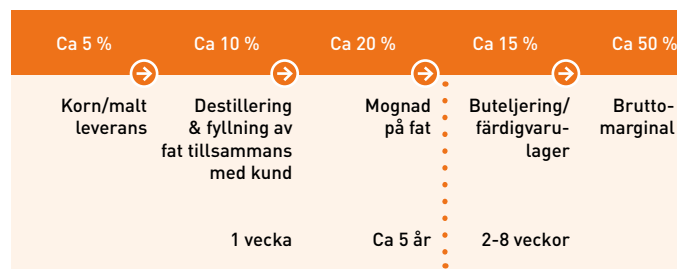 Ca 5 %
Ca 10 %
Ca 20 %
Ca 15 %
Ca 50 %
Korn/malt
leverans
Destillering
& fyllning av
fat tillsammans
med kund
Mognad
på fat
Buteljering/
färdigvaru-
lager
Brutto-
marginal
1 vecka
Ca 5 år
2-8 veckor